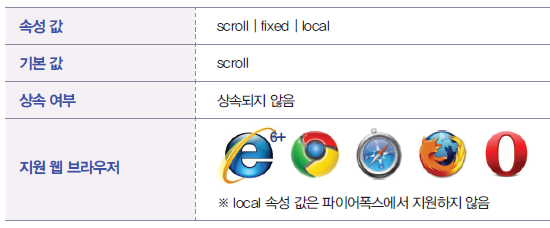 속성 값 scroll | fixed | local
기본 값 scroll
상속 여부 상속되지 않음
지원 웹 브라우저 6+
※ local 속성 값은 파이어폭스에서 지원하지 않음